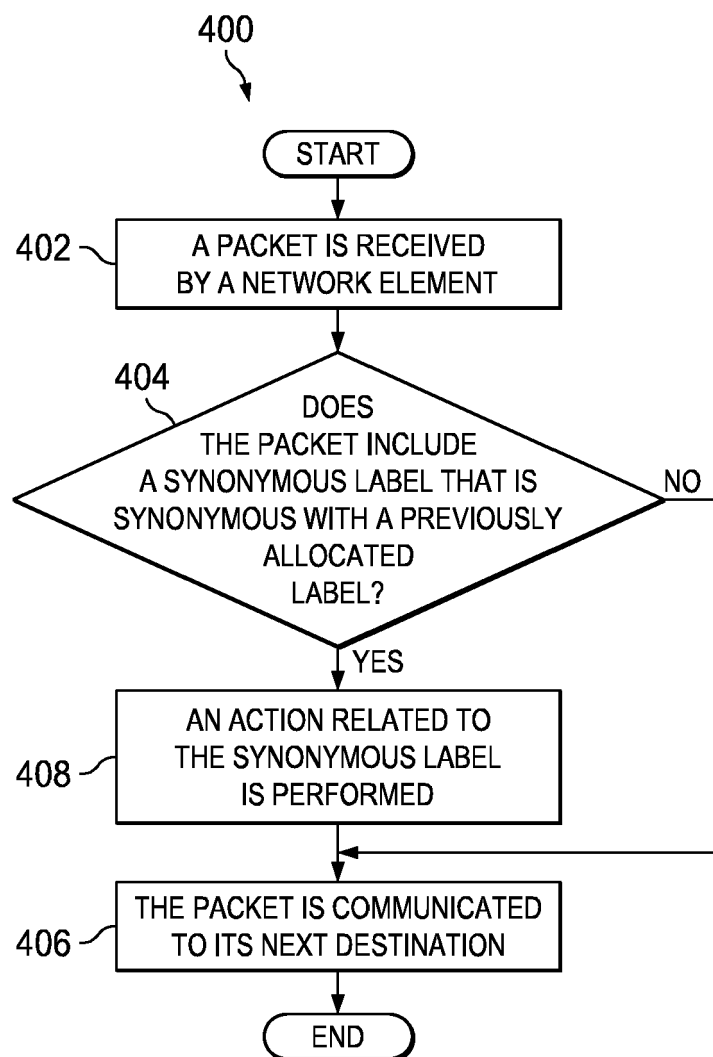 400
START
402
A PACKET IS RECEIVED
BY A NETWORK ELEMENT
404
DOES
THE PACKET INCLUDE
A SYNONYMOUS LABEL THAT IS
SYNONYMOUS WITH A PREVIOUSLY
ALLOCATED
LABEL?
NO
YES
408
AN ACTION RELATED TO
THE SYNONYMOUS LABEL
IS PERFORMED
406
THE PACKET IS COMMUNICATED
TO ITS NEXT DESTINATION
END